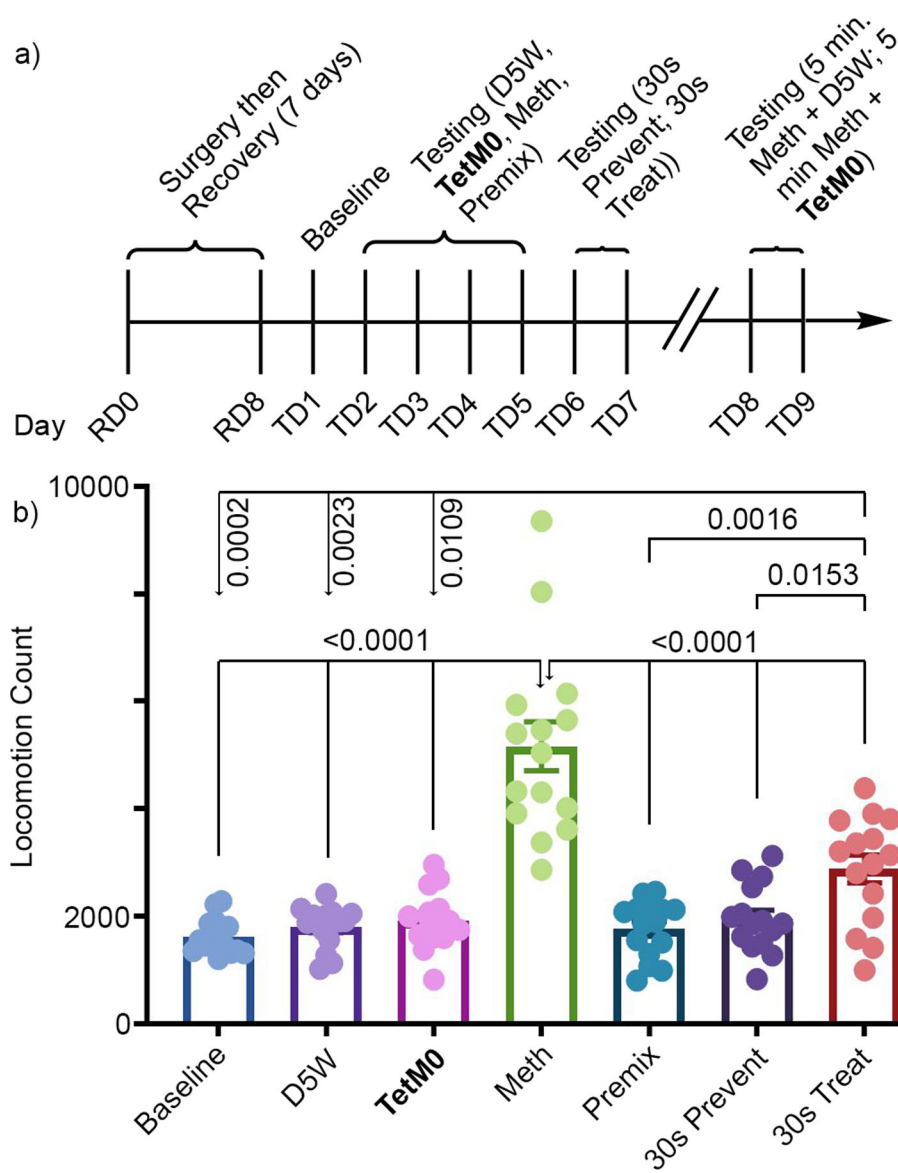 a)
Surgery then
Recovery (7 days)
Baseline
Testing (D5W,
TetM0, Meth,
Premix)
Testing (30s
Prevent; 30s
Treat))
Testing (5 min.
Meth + D5W; 5
min Meth +
TetM0)
Day
RD0
RD8
TD1
TD2
TD3
TD4
TD5
TD6
TD7
TD8
TD9
b)
10000
0.0002
0.0023
0.0109
0.0016
0.0153
<0.0001
<0.0001
Locomotion Count
2000
0
Baseline
D5W
TetM0
Meth
Premix
30s Prevent
30s Treat